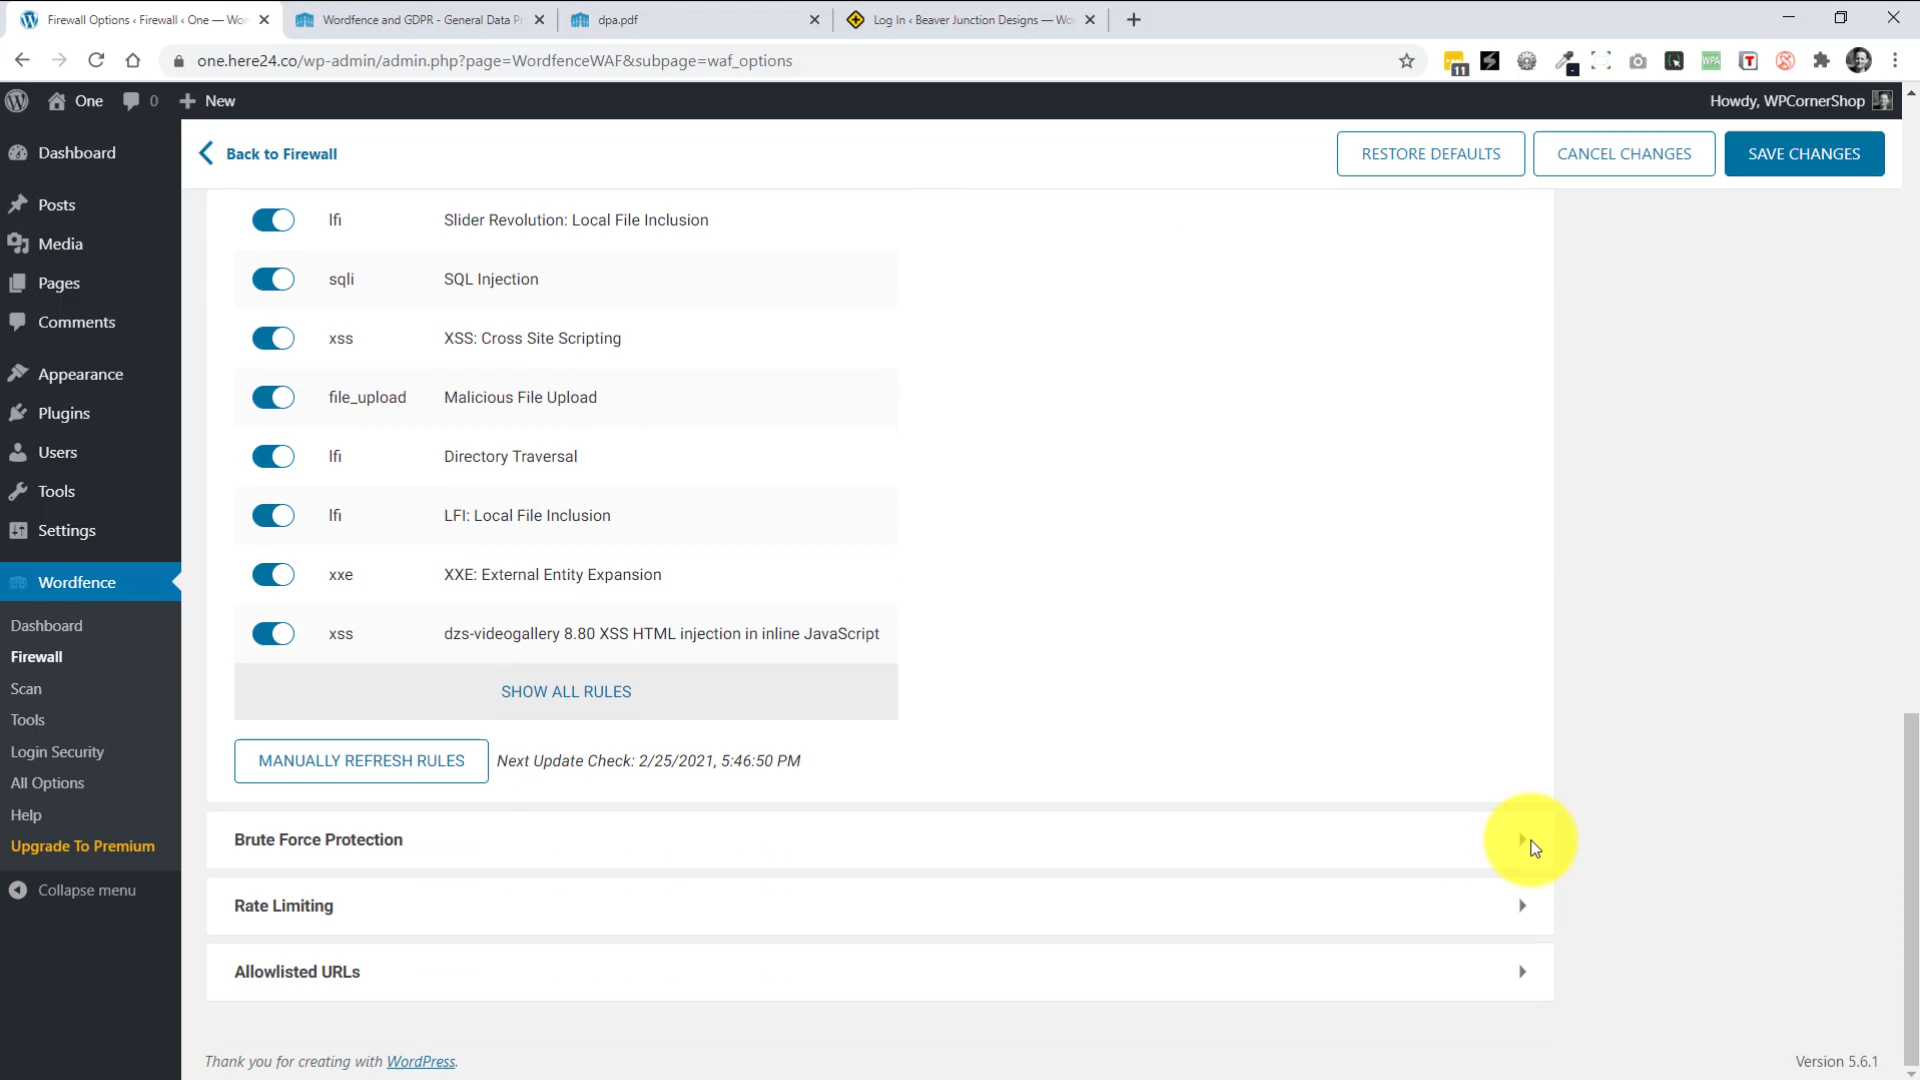 Firewall Options ‹ Firewall ‹ One — Wor
Wordfence and GDPR - General Data P
dpa.pdf
Log In ‹ Beaver Junction Designs — Wo
one.here24.co/wp-admin/admin.php?page=WordfenceWAF&subpage=waf_options
11
WPA
T
One
0
New
Howdy, WPCornerShop
Dashboard
Posts
Media
Pages
Comments
Appearance
Plugins
Users
Tools
Settings
Wordfence
Dashboard
Firewall
Scan
Tools
Login Security
All Options
Help
Upgrade To Premium
Collapse menu
Back to Firewall
RESTORE DEFAULTS
CANCEL CHANGES
SAVE CHANGES
lfi Slider Revolution: Local File Inclusion
sqli SQL Injection
xss XSS: Cross Site Scripting
file_upload Malicious File Upload
lfi Directory Traversal
lfi LFI: Local File Inclusion
xxe XXE: External Entity Expansion
xss dzs-videogallery 8.80 XSS HTML injection in inline JavaScript
SHOW ALL RULES
MANUALLY REFRESH RULES Next Update Check: 2/25/2021, 5:46:50 PM
Brute Force Protection
Rate Limiting
Allowlisted URLs
Thank you for creating with WordPress.
Version 5.6.1